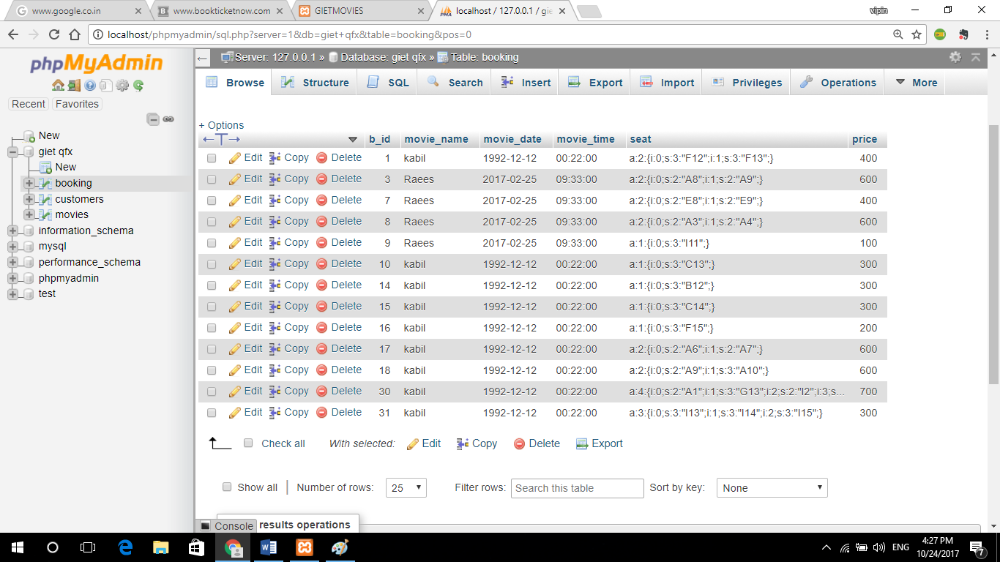 www.google.co.in
www.bookticketnow.com
GIETMOVIES
localhost / 127.0.0.1 / gie
vipin
localhost/phpmyadmin/sql.php?server=1&db=giet+qfx&table=booking&pos=0
phpMyAdmin
Recent Favorites
New
giet qfx
New
booking
customers
movies
information_schema
mysql
performance_schema
phpmyadmin
test
Server: 127.0.0.1 » Database: giet qfx » Table: booking
Browse Structure SQL Search Insert Export Import Privileges Operations More
+ Options
←T→ b_id movie_name movie_date movie_time seat price
Edit Copy Delete 1 kabil 1992-12-12 00:22:00 a:2:{i:0;s:3:"F12";i:1;s:3:"F13";} 400
Edit Copy Delete 3 Raees 2017-02-25 09:33:00 a:2:{i:0;s:2:"A8";i:1;s:2:"A9";} 600
Edit Copy Delete 7 Raees 2017-02-25 09:33:00 a:2:{i:0;s:2:"E8";i:1;s:2:"E9";} 400
Edit Copy Delete 8 Raees 2017-02-25 09:33:00 a:2:{i:0;s:2:"A3";i:1;s:2:"A4";} 600
Edit Copy Delete 9 Raees 2017-02-25 09:33:00 a:1:{i:0;s:3:"I11";} 100
Edit Copy Delete 10 kabil 1992-12-12 00:22:00 a:1:{i:0;s:3:"C13";} 300
Edit Copy Delete 14 kabil 1992-12-12 00:22:00 a:1:{i:0;s:3:"B12";} 300
Edit Copy Delete 15 kabil 1992-12-12 00:22:00 a:1:{i:0;s:3:"C14";} 300
Edit Copy Delete 16 kabil 1992-12-12 00:22:00 a:1:{i:0;s:3:"F15";} 200
Edit Copy Delete 17 kabil 1992-12-12 00:22:00 a:2:{i:0;s:2:"A6";i:1;s:2:"A7";} 600
Edit Copy Delete 18 kabil 1992-12-12 00:22:00 a:2:{i:0;s:2:"A9";i:1;s:3:"A10";} 600
Edit Copy Delete 30 kabil 1992-12-12 00:22:00 a:4:{i:0;s:2:"A1";i:1;s:3:"G13";i:2;s:2:"I2";i:3;s... 700
Edit Copy Delete 31 kabil 1992-12-12 00:22:00 a:3:{i:0;s:3:"I13";i:1;s:3:"I14";i:2;s:3:"I15";} 300
Check all With selected: Edit Copy Delete Export
Show all Number of rows: 25 Filter rows: Search this table Sort by key: None
Console results operations
ENG
4:27 PM
10/24/2017
7